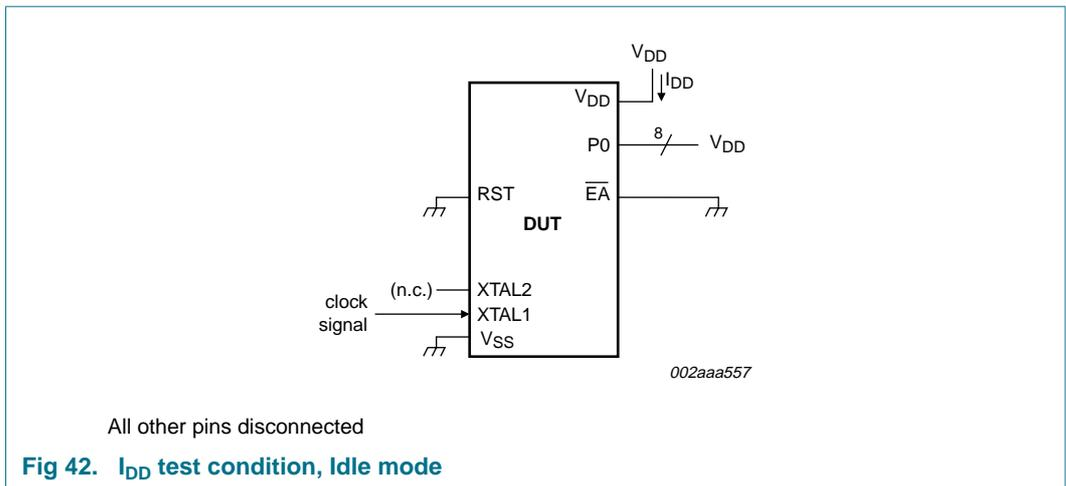 VDD
IDD
VDD
8
P0
VDD
RST
EA
DUT
(n.c.)
XTAL2
clock
signal
XTAL1
VSS
002aaa557
All other pins disconnected
Fig 42. IDD test condition, Idle mode